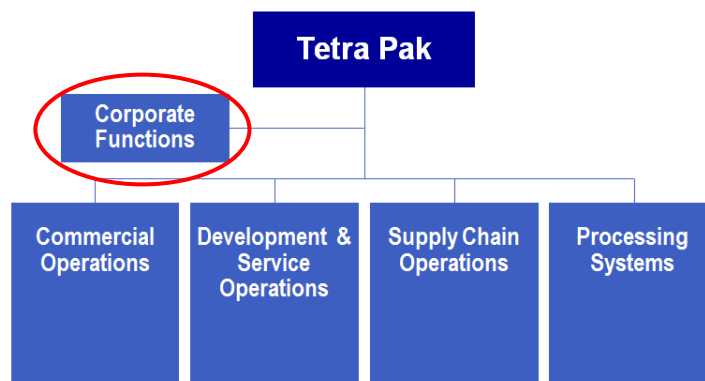 Tetra Pak
Corporate
Functions
Commercial
Operations
Development &
Service
Operations
Supply Chain
Operations
Processing
Systems